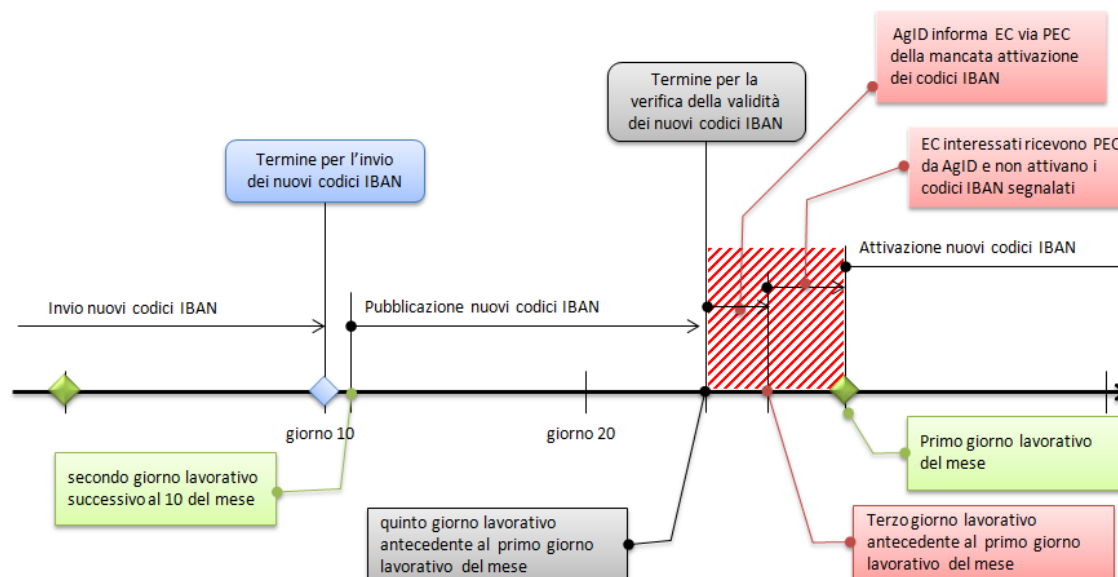 AgID informa EC via PEC
della mancata attivazione
dei codici IBAN
Termine per la
verifica della validità
dei nuovi codici IBAN
Termine per l'invio
dei nuovi codici IBAN
EC interessati ricevono PEC
da AgID e non attivano i
codici IBAN segnalati
Attivazione nuovi codici IBAN
Invio nuovi codici IBAN
Pubblicazione nuovi codici IBAN
giorno 10
giorno 20
secondo giorno lavorativo
successivo al 10 del mese
Primo giorno lavorativo
del mese
quinto giorno lavorativo
antecedente al primo giorno
lavorativo del mese
Terzo giorno lavorativo
antecedente al primo giorno
lavorativo del mese